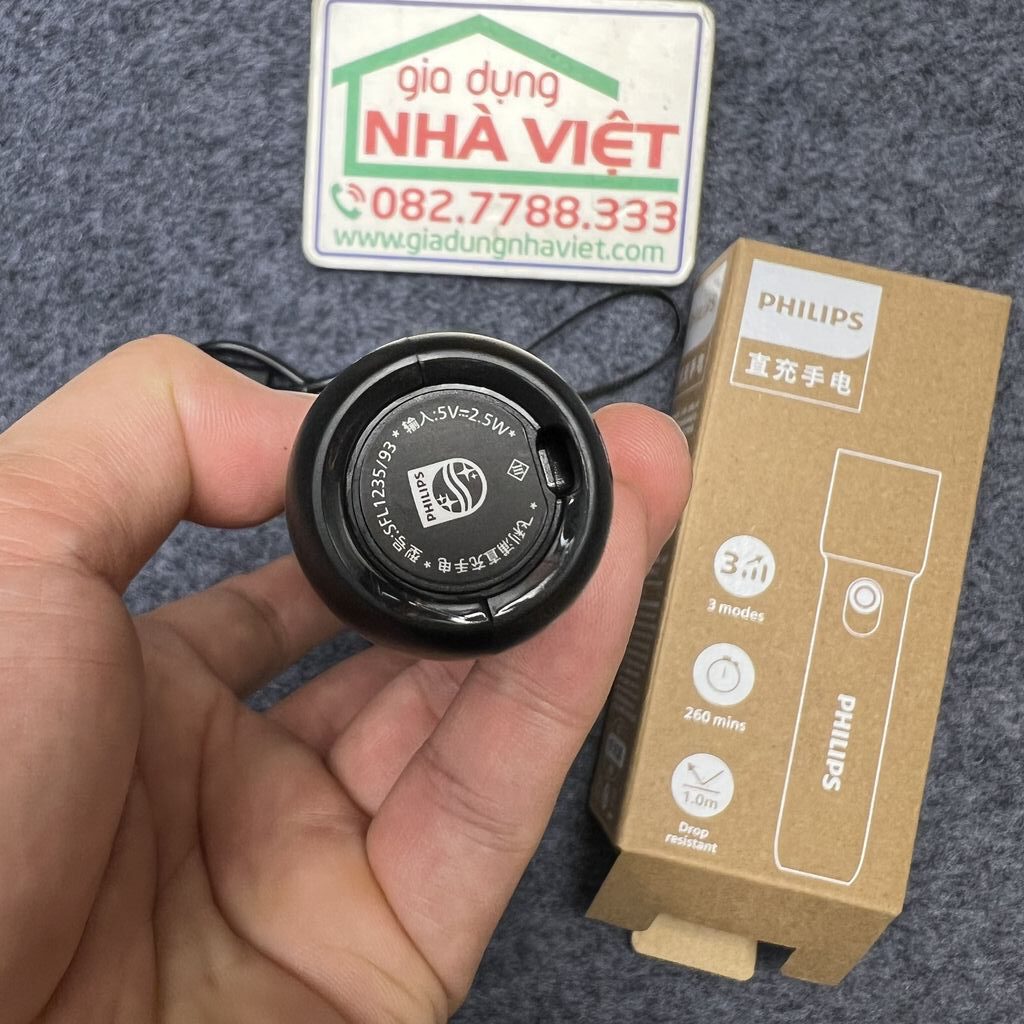 gia dụng
NHÀ VIỆT
082.7788.333
www.giadungnhaviet.com
PHILIPS
直充手电
3
3 modes
260 mins
1.0m
Drop
resistant
PHILIPS
PHILIPS
飞利浦直充手电 * 型号:SFL1235/93 * 输入:5V⎓2.5W *
PHILIPS